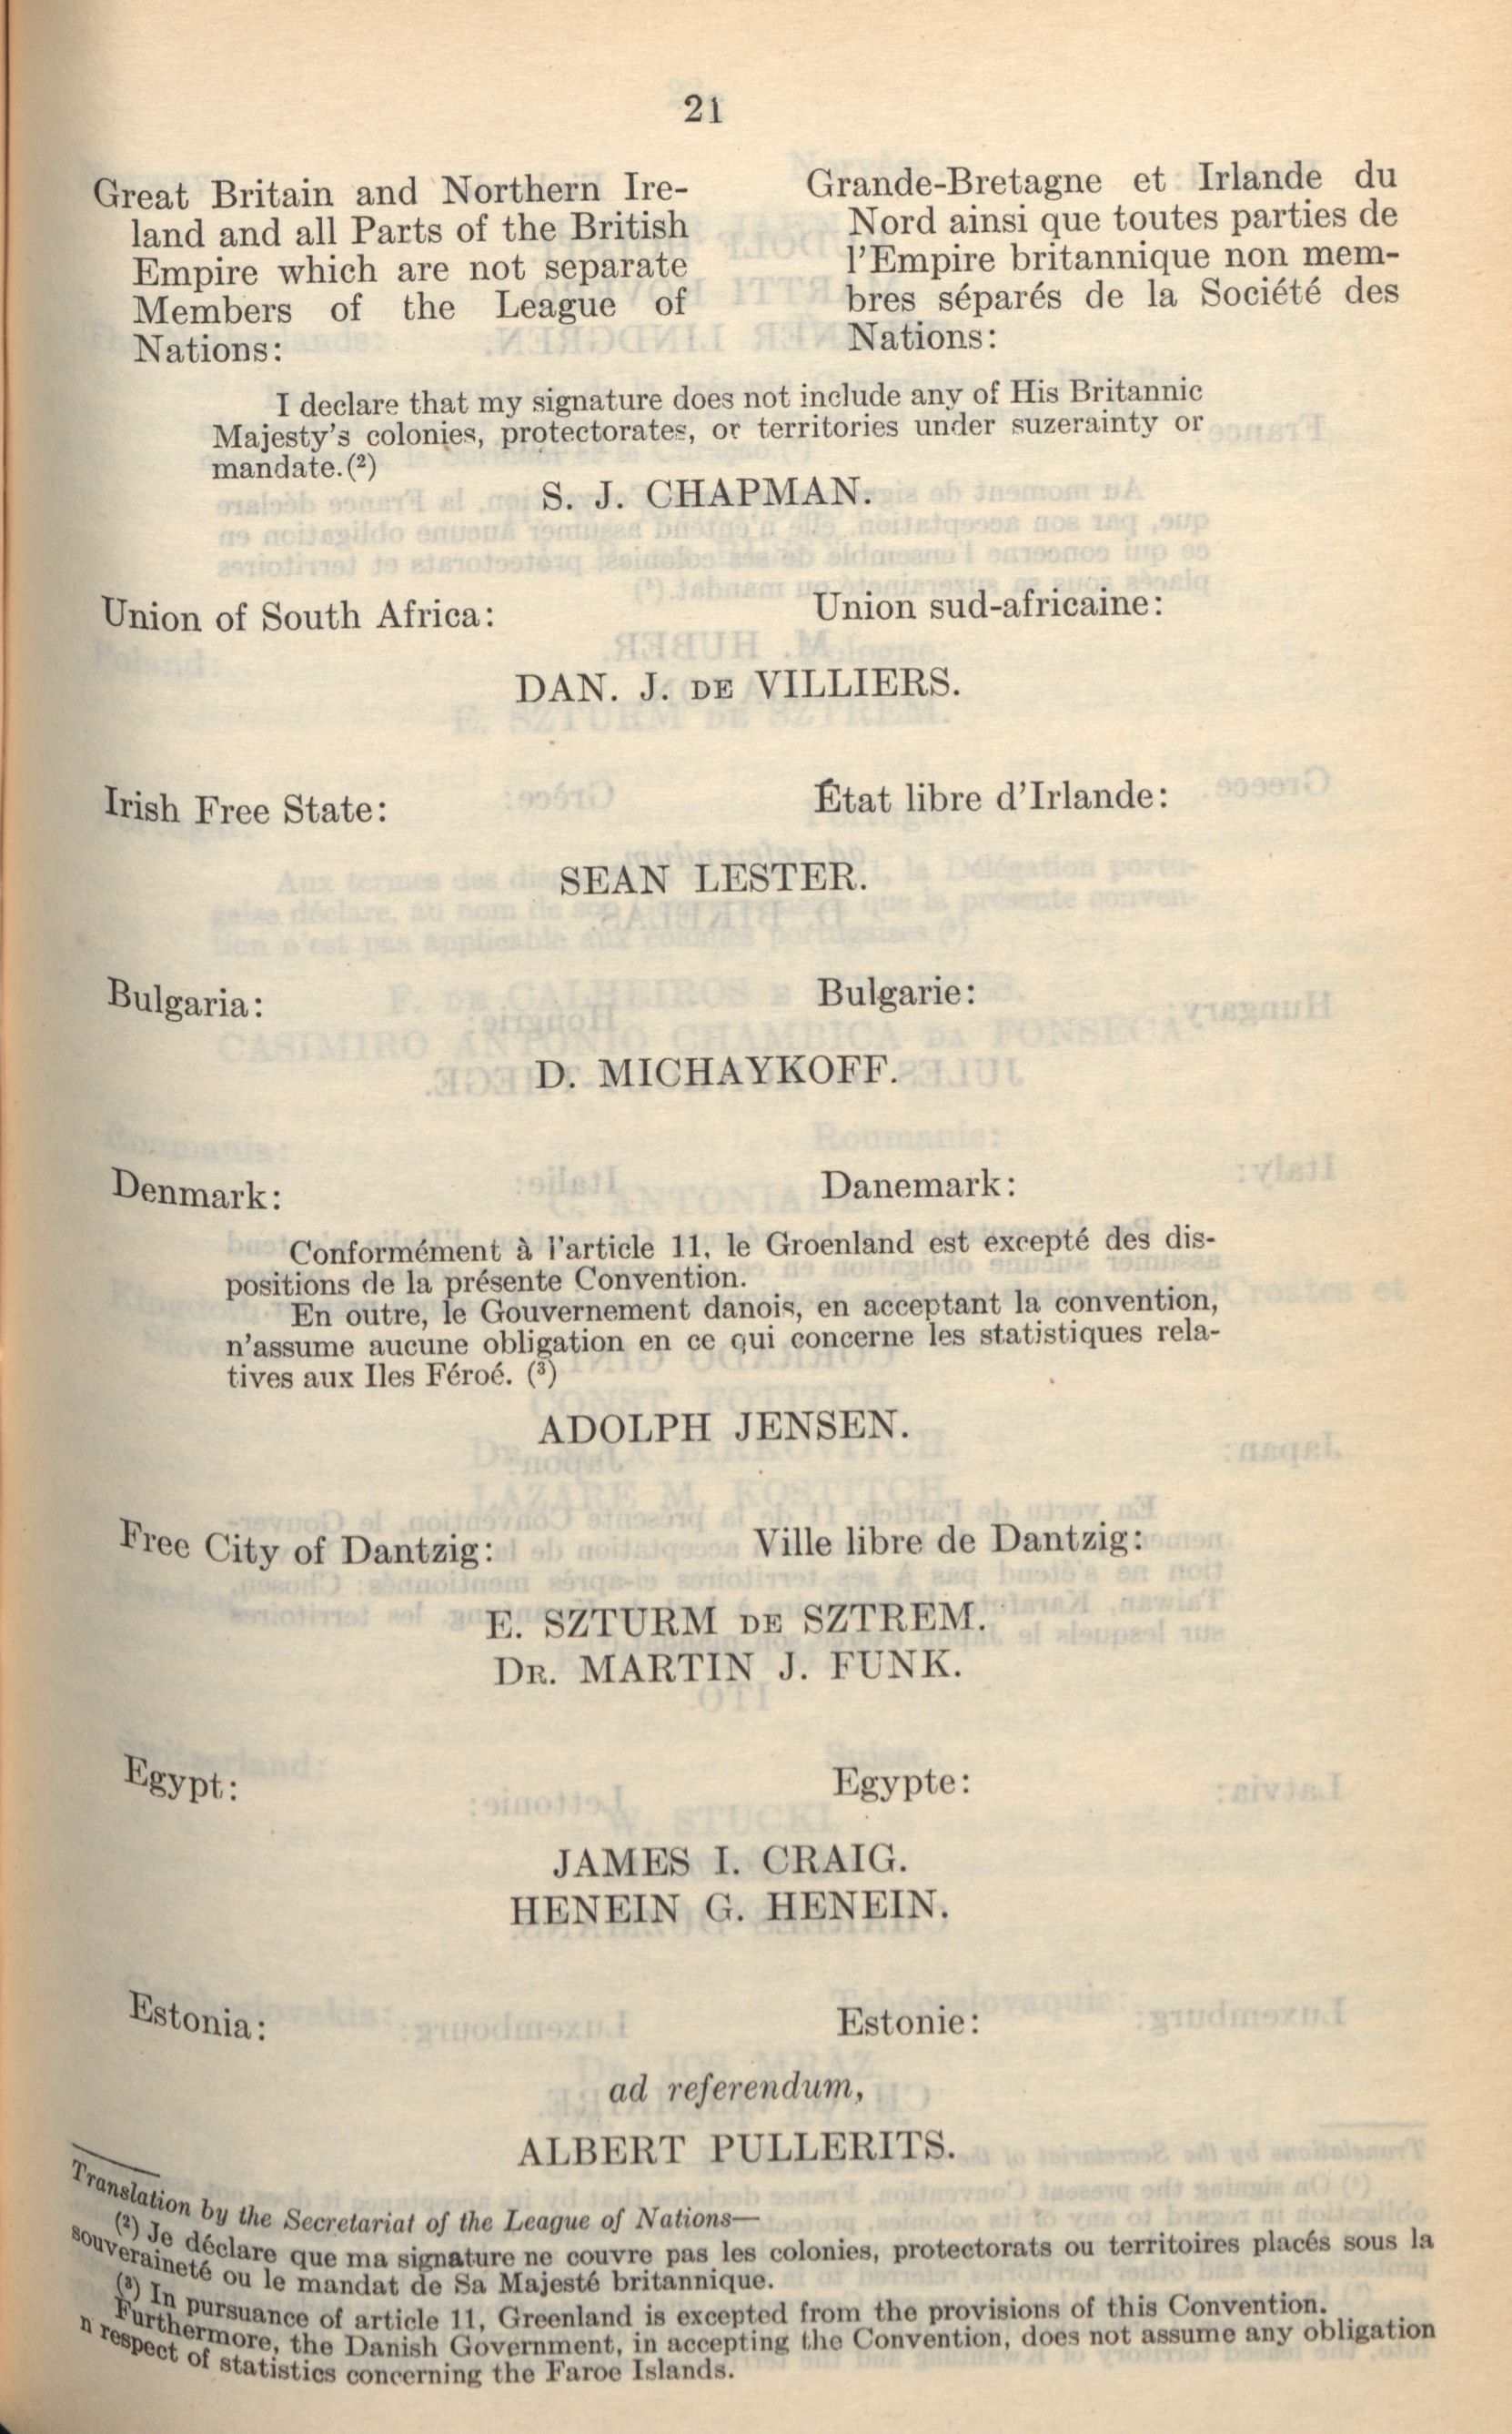 21
Great Britain and Northern Ire-
land and all Parts of the British
Empire which are not separate
Members of the League of
Nations:
Grande-Bretagne et Irlande du
Nord ainsi que toutes parties de
l'Empire britannique non mem-
bres séparés de la Société des
Nations:
I declare that my signature does not include any of His Britannic
Majesty's colonies, protectorates, or territories under suzerainty or
mandate.(2)
S. J. CHAPMAN.
Union of South Africa:
Union sud-africaine:
DAN. J. DE VILLIERS.
Irish Free State:
État libre d'Irlande:
SEAN LESTER.
Bulgaria:
Bulgarie:
D. MICHAYKOFF.
Denmark:
Danemark:
Conformément à l'article 11, le Groenland est excepté des dis-
positions de la présente Convention.
En outre, le Gouvernement danois, en acceptant la convention,
n'assume aucune obligation en ce qui concerne les statistiques rela-
tives aux Iles Féroé. (3)
ADOLPH JENSEN.
Free City of Dantzig:
Ville libre de Dantzig:
E. SZTURM DE SZTREM.
DR. MARTIN J. FUNK.
Egypt:
Egypte:
JAMES I. CRAIG.
HENEIN G. HENEIN.
Estonia:
Estonie:
ad referendum,
ALBERT PULLERITS.
Translation by the Secretariat of the League of Nations—
(2) Je déclare que ma signature ne couvre pas les colonies, protectorats ou territoires placés sous la
souveraineté ou le mandat de Sa Majesté britannique.
(3) In pursuance of article 11, Greenland is excepted from the provisions of this Convention.
Furthermore, the Danish Government, in accepting the Convention, does not assume any obligation
n respect of statistics concerning the Faroe Islands.